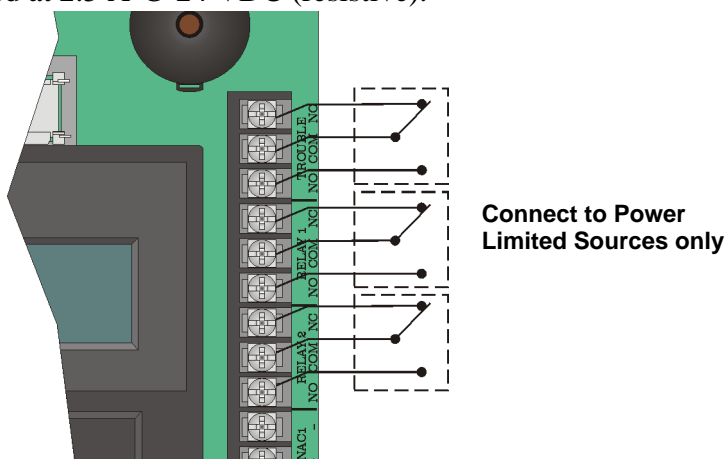 at 2.5 A @ 24 VDC (resistive).
TROUBLE
NC
COM
NO
RELAY 1
NC
COM
NO
RELAY 2
NC
COM
NO
NAC1
–
Connect to Power
Limited Sources only